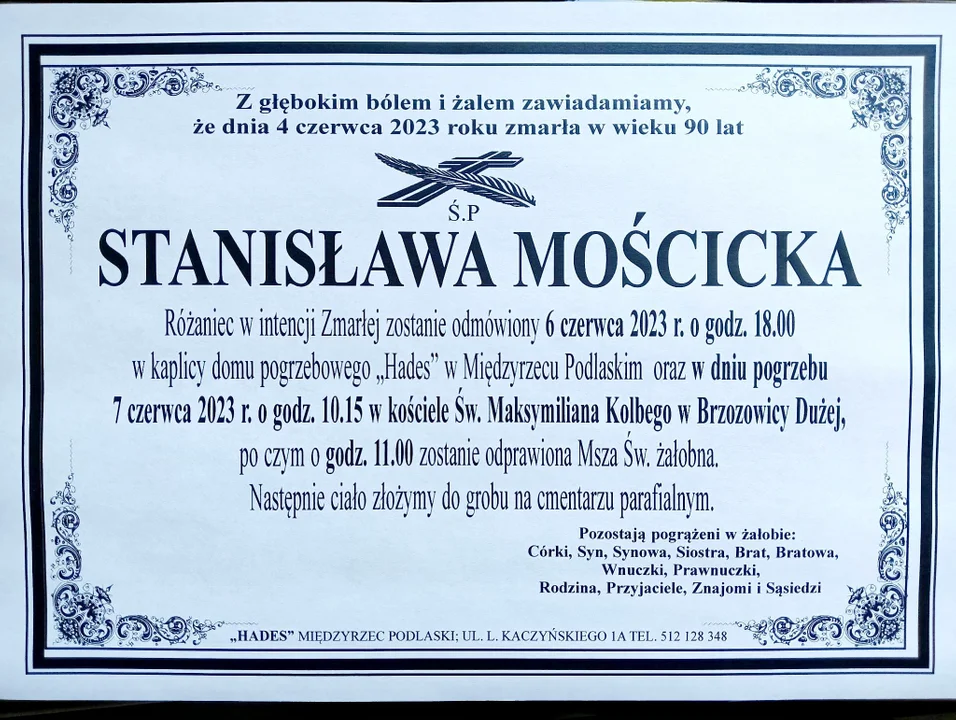 Z głębokim bólem i żalem zawiadamiamy,
że dnia 4 czerwca 2023 roku zmarła w wieku 90 lat
Ś.P
STANISŁAWA MOŚCICKA
Różaniec w intencji Zmarłej zostanie odmówiony 6 czerwca 2023 r. o godz. 18.00
w kaplicy domu pogrzebowego „Hades” w Międzyrzecu Podlaskim oraz w dniu pogrzebu
7 czerwca 2023 r. o godz. 10.15 w kościele Św. Maksymiliana Kolbego w Brzozowicy Dużej,
po czym o godz. 11.00 zostanie odprawiona Msza Św. żałobna.
Następnie ciało złożymy do grobu na cmentarzu parafialnym.
Pozostają pogrążeni w żałobie:
Córki, Syn, Synowa, Siostra, Brat, Bratowa,
Wnuczki, Prawnuczki,
Rodzina, Przyjaciele, Znajomi i Sąsiedzi
„HADES” MIĘDZYRZEC PODLASKI; UL. L. KACZYŃSKIEGO 1A TEL. 512 128 348